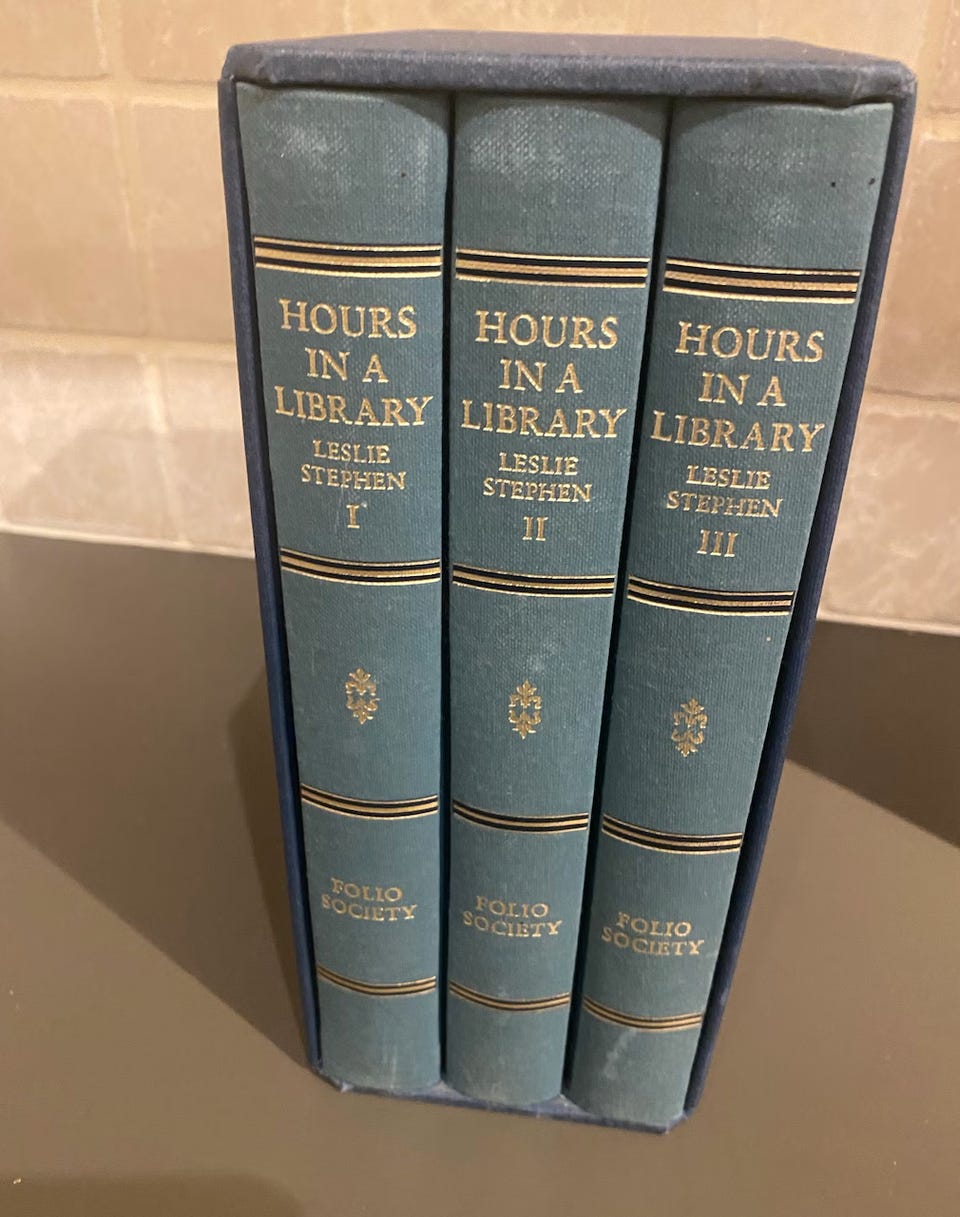 HOURS
IN A
LIBRARY
LESLIE
STEPHEN
I
FOLIO
SOCIETY
HOURS
IN A
LIBRARY
LESLIE
STEPHEN
II
FOLIO
SOCIETY
HOURS
IN A
LIBRARY
LESLIE
STEPHEN
III
FOLIO
SOCIETY